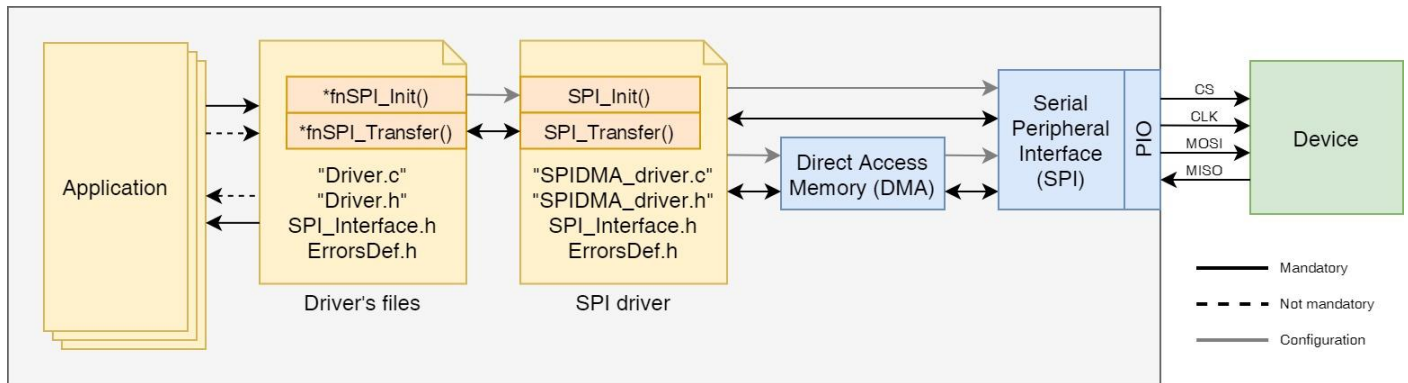 Application
*fnSPI_Init()
*fnSPI_Transfer()
"Driver.c"
"Driver.h"
SPI_Interface.h
ErrorsDef.h
Driver's files
SPI_Init()
SPI_Transfer()
"SPIDMA_driver.c"
"SPIDMA_driver.h"
SPI_Interface.h
ErrorsDef.h
SPI driver
Direct Access
Memory (DMA)
Serial
Peripheral
Interface
(SPI)
PIO
CS
CLK
MOSI
MISO
Device
Mandatory
Not mandatory
Configuration